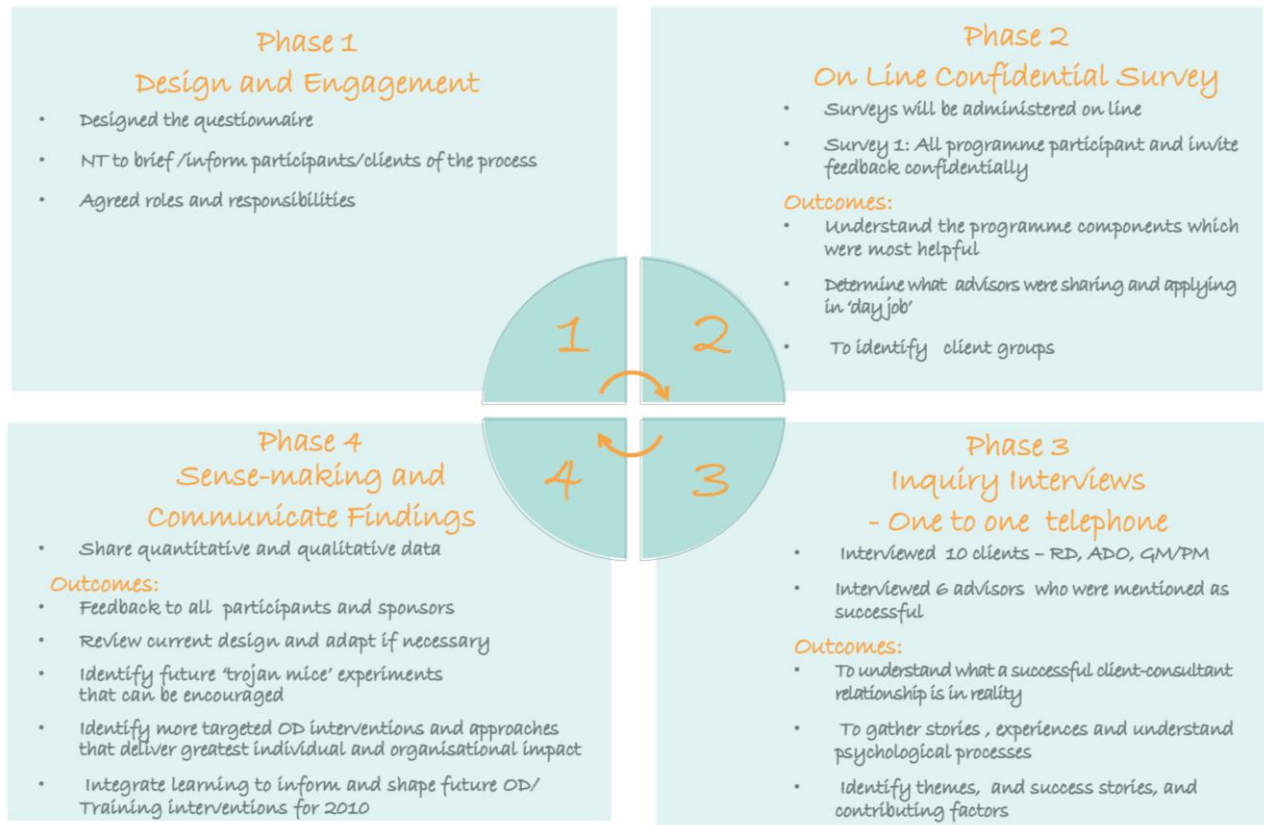 Phase 1
Design and Engagement
• Designed the questionnaire
• NT to brief /inform participants/clients of the process
• Agreed roles and responsibilities
Phase 2
On Line Confidential Survey
• Surveys will be administered on line
• Survey 1: All programme participant and invite
feedback confidentially
Outcomes:
• Understand the programme components which
were most helpful
• Determine what advisors were sharing and applying
in 'day job'
• To identify client groups
1
2
4
3
Phase 3
Inquiry Interviews
- One to one telephone
• Interviewed 10 clients – RD, ADO, GM/PM
• Interviewed 6 advisors who were mentioned as
successful
Outcomes:
• To understand what a successful client-consultant
relationship is in reality
• To gather stories , experiences and understand
psychological processes
• Identify themes, and success stories, and
contributing factors
Phase 4
Sense-making and
Communicate Findings
• Share quantitative and qualitative data
Outcomes:
• Feedback to all participants and sponsors
• Review current design and adapt if necessary
• Identify future 'trojan mice' experiments
that can be encouraged
• Identify more targeted OD interventions and approaches
that deliver greatest individual and organisational impact
• Integrate learning to inform and shape future OD/
Training interventions for 2010